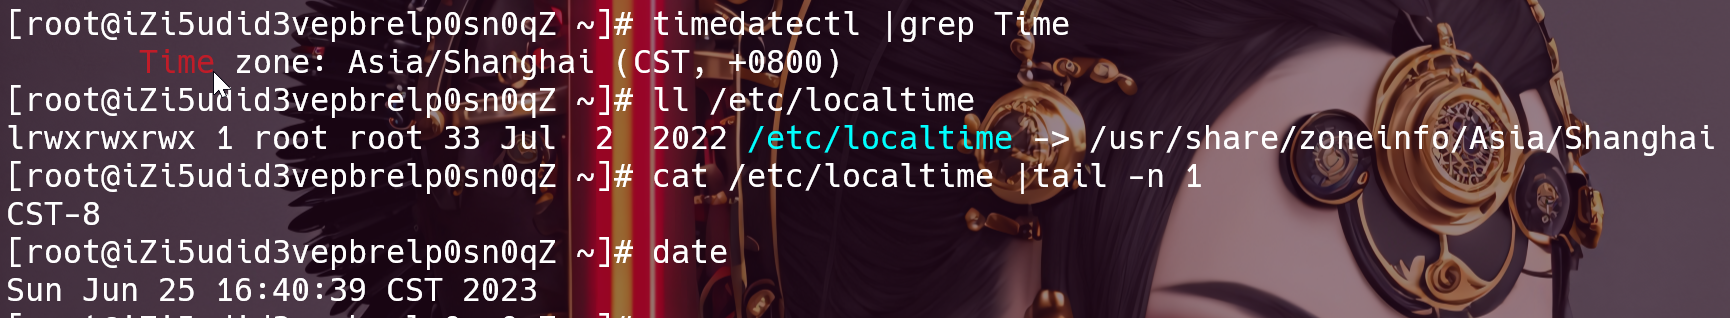 [root@iZi5udid3vepbrelp0sn0qZ ~]# timedatectl |grep Time
Time zone: Asia/Shanghai (CST, +0800)
[root@iZi5udid3vepbrelp0sn0qZ ~]# ll /etc/localtime
lrwxrwxrwx 1 root root 33 Jul  2  2022 /etc/localtime -> /usr/share/zoneinfo/Asia/Shanghai
[root@iZi5udid3vepbrelp0sn0qZ ~]# cat /etc/localtime |tail -n 1
CST-8
[root@iZi5udid3vepbrelp0sn0qZ ~]# date
Sun Jun 25 16:40:39 CST 2023